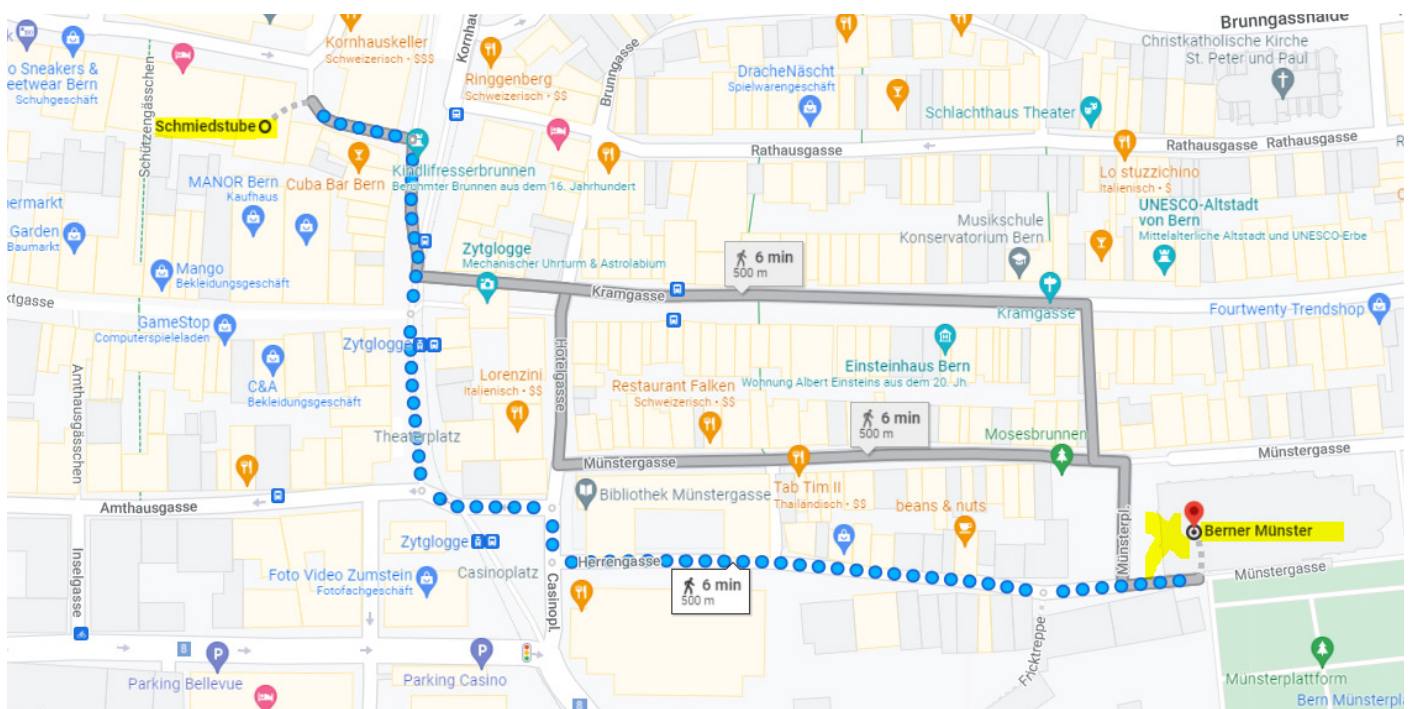 Brunngasshalde
Kornhauskeller
Schweizerisch • $$$
Kornhau
Christkatholische Kirche
St. Peter und Paul
o Sneakers &
eetwear Bern
Schuhgeschäft
Ringgenberg
Schweizerisch • $$
Brunngasse
DracheNäscht
Spielwarengeschäft
Schlachthaus Theater
Schützengässchen
Schmiedstube
Rathausgasse
Rathausgasse
Rathausgasse
Kindlifresserbrunnen
Berühmter Brunnen aus dem 16. Jahrhundert
MANOR Bern
Kaufhaus
Cuba Bar Bern
Lo stuzzichino
Italienisch • $
ermarkt
Garden
Baumarkt
UNESCO-Altstadt
von Bern
Mittelalterliche Altstadt und UNESCO-Erbe
Musikschule
Konservatorium Bern
Zytglogge
Mechanischer Uhrturm & Astrolabium
6 min
500 m
Mango
Bekleidungsgeschäft
Kramgasse
ktgasse
Kramgasse
Fourtwenty Trendshop
GameStop
Computerspieleladen
Zytglogge
Hotelgasse
Einsteinhaus Bern
Wohnung Albert Einsteins aus dem 20. Jh.
Amthausgässchen
C&A
Bekleidungsgeschäft
Lorenzini
Italienisch • $$
Restaurant Falken
Schweizerisch • $$
6 min
500 m
Theaterplatz
Mosesbrunnen
Münstergasse
Münstergasse
Tab Tim II
Thailändisch • $$
Bibliothek Münstergasse
beans & nuts
Amthausgasse
Münsterpl.
Berner Münster
Zytglogge
Casinoplatz
Herrengasse
Inselgasse
Foto Video Zumstein
Fotofachgeschäft
Casinopl.
6 min
500 m
Münstergasse
Fricktreppe
8
Parking Bellevue
Parking Casino
Münsterplattform
8
Bern Münsterpl